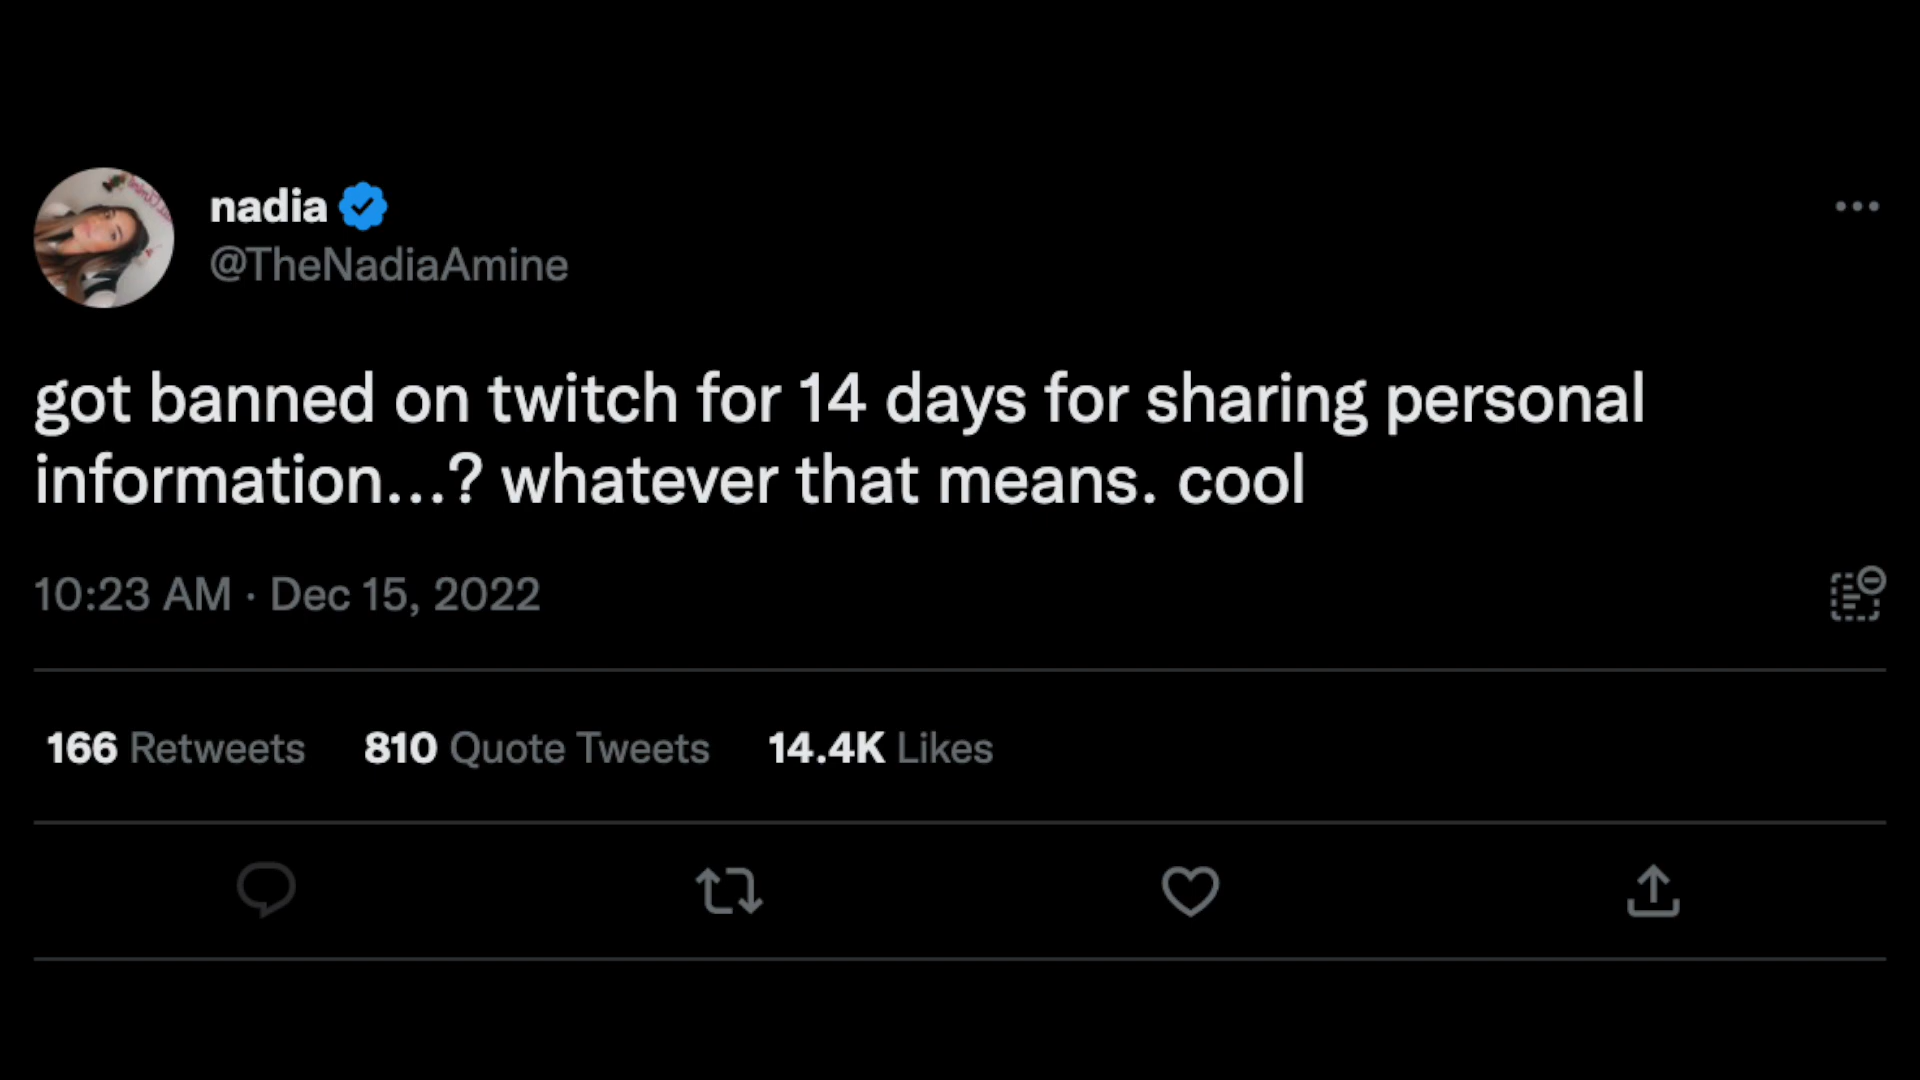 nadia
@TheNadiaAmine
got banned on twitch for 14 days for sharing personal
information...? whatever that means. cool
10:23 AM · Dec 15, 2022
166 Retweets 810 Quote Tweets 14.4K Likes